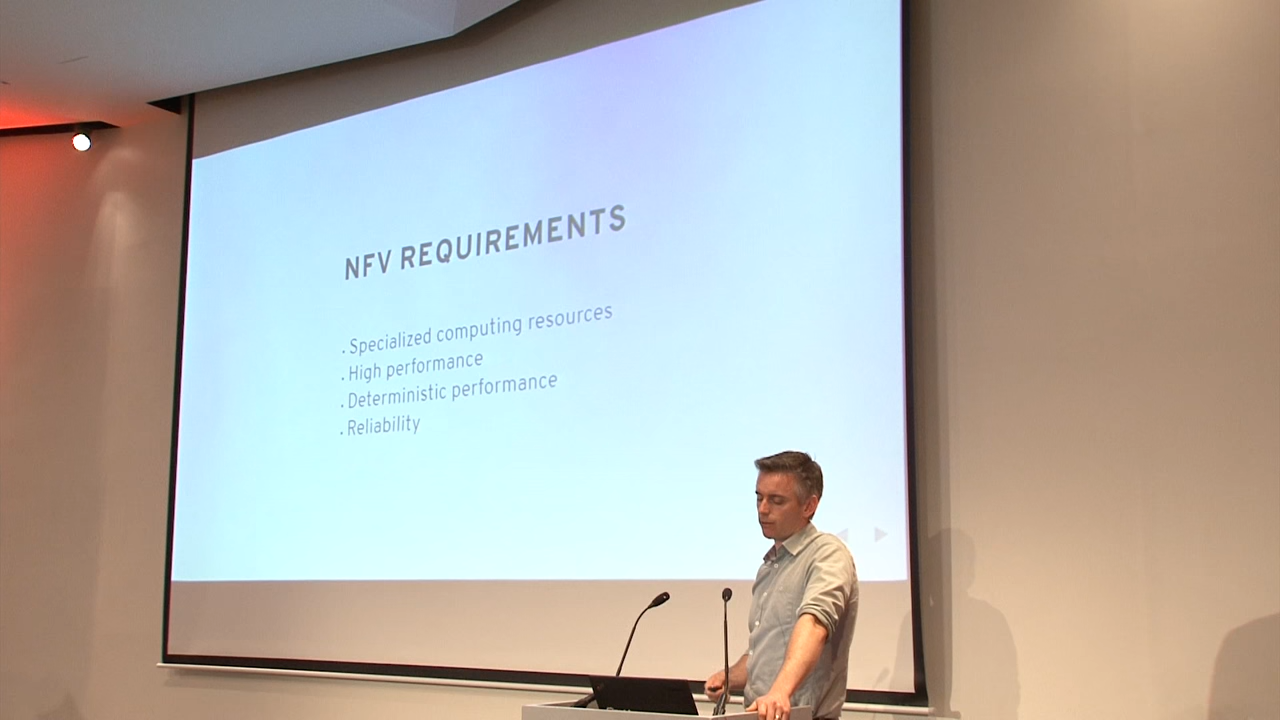 NFV REQUIREMENTS
. Specialized computing resources
. High performance
. Deterministic performance
. Reliability